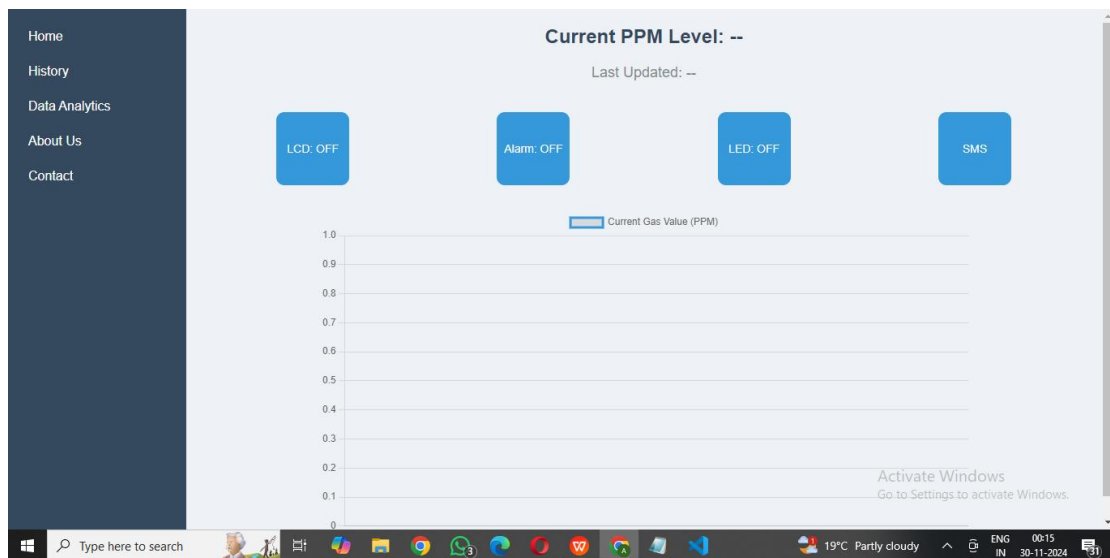 Home
History
Data Analytics
About Us
Contact
Current PPM Level: --
Last Updated: --
LCD: OFF
Alarm: OFF
LED: OFF
SMS
Current Gas Value (PPM)
1.0
0.9
0.8
0.7
0.6
0.5
0.4
0.3
0.2
0.1
0
Activate Windows
Go to Settings to activate Windows.
Type here to search
3
W
19°C Partly cloudy
ENG
IN
00:15
30-11-2024
31